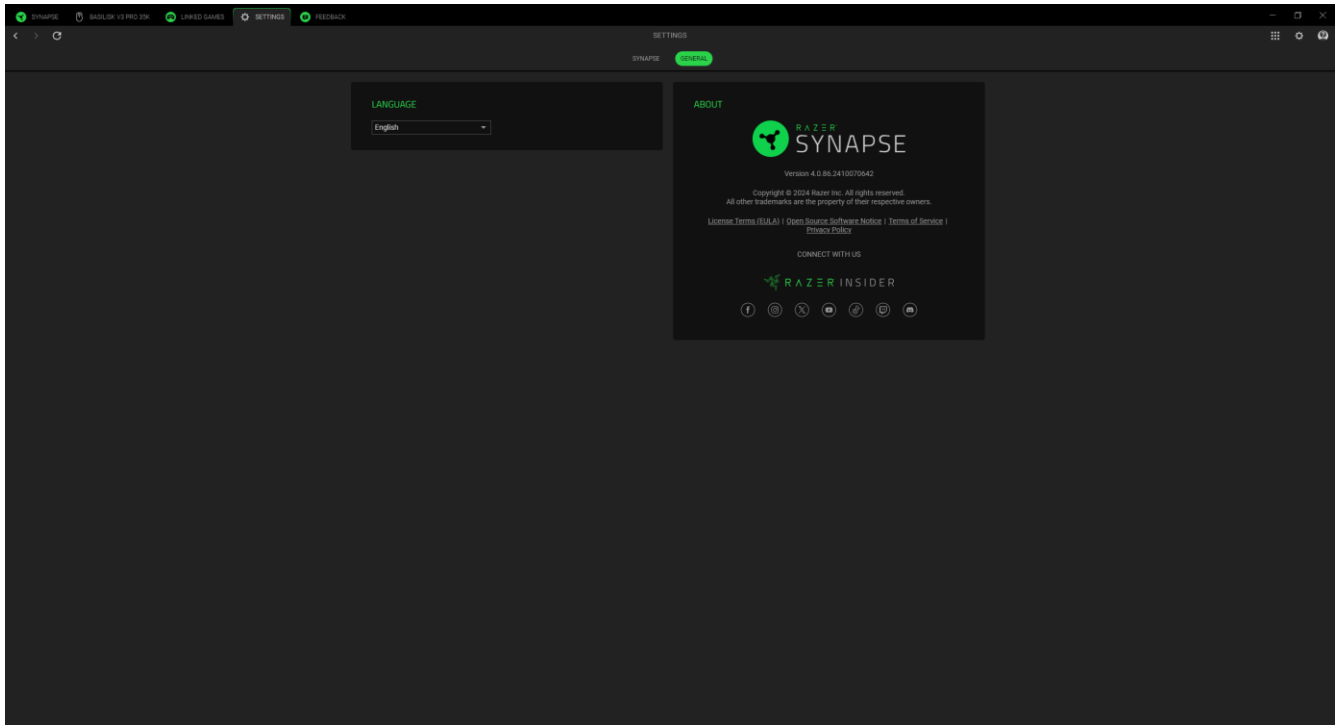 SYNAPSE BASILISK V3 PRO 35K LINKED GAMES SETTINGS FEEDBACK
SETTINGS
SYNAPSE GENERAL
LANGUAGE
English
ABOUT
RAZER
SYNAPSE
Version 4.0.86.2410070642
Copyright © 2024 Razer Inc. All rights reserved.
All other trademarks are the property of their respective owners.
License Terms (EULA) | Open Source Software Notice | Terms of Service |
Privacy Policy
CONNECT WITH US
RAZER INSIDER